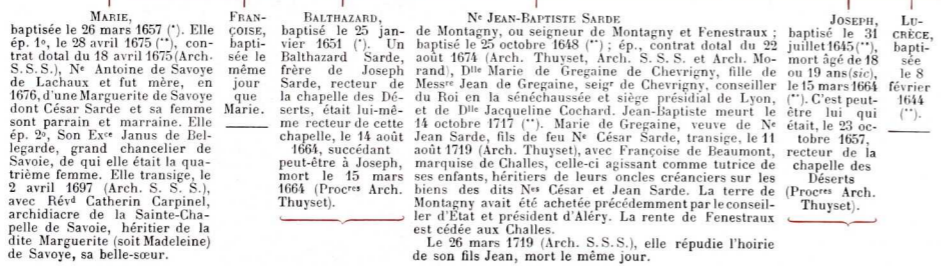 MARIE,
baptisée le 26 mars 1657 (*). Elle
ép. 1º, le 28 avril 1675 (**), con-
trat dotal du 18 avril 1675 (Arch-
S. S. S.), Nᵉ Antoine de Savoye
de Lachaux et fut mère, en
1676, d'une Marguerite de Savoye
dont César Sarde et sa femme
sont parrain et marraine. Elle
ép. 2º, Son Exᶜᵉ Janus de Bel-
legarde, grand chancelier de
Savoie, de qui elle était la qua-
trième femme. Elle transige, le
2 avril 1697 (Arch. S. S. S.),
avec Révᵈ Catherin Carpinel,
archidiacre de la Sainte-Cha-
pelle de Savoie, héritier de la
dite Marguerite (soit Madeleine)
de Savoye, sa belle-sœur.
FRAN-
ÇOISE,
bapti-
sée le
même
jour
que
Marie.
BALTHAZARD,
baptisé le 25 jan-
vier 1651 (*). Un
Balthazard Sarde,
frère de Joseph
Sarde, recteur de
la chapelle des Dé-
serts, était lui-mê-
me recteur de cette
chapelle, le 14 août
1664, succédant
peut-être à Joseph,
mort le 15 mars
1664 (Procʳᵉˢ Arch.
Thuyset).
Nᵉ JEAN-BAPTISTE SARDE
de Montagny, ou seigneur de Montagny et Fenestraux ;
baptisé le 25 octobre 1648 (**) ; ép., contrat dotal du 22
août 1674 (Arch. Thuyset, Arch. S. S. S. et Arch. Mo-
rand), Dˡˡᵉ Marie de Gregaine de Chevrigny, fille de
Messʳᵉ Jean de Gregaine, seigʳ de Chevrigny, conseiller
du Roi en la sénéchaussée et siège présidial de Lyon,
et de Dˡˡᵉ Jacqueline Cochard. Jean-Baptiste meurt le
14 octobre 1717 (**). Marie de Gregaine, veuve de Nᵉ
Jean Sarde, fils de feu Nᵉ César Sarde, transige, le 11
août 1719 (Arch. Thuyset), avec Françoise de Beaumont,
marquise de Challes, celle-ci agissant comme tutrice de
ses enfants, héritiers de leurs oncles créanciers sur les
biens des dits Nᵉˢ César et Jean Sarde. La terre de
Montagny avait été achetée précédemment par le conseil-
ler d'État et président d'Aléry. La rente de Fenestraux
est cédée aux Challes.
Le 26 mars 1719 (Arch. S. S. S.), elle répudie l'hoirie
de son fils Jean, mort le même jour.
JOSEPH,
baptisé le 31
juillet 1645 (**),
mort âgé de 18
ou 19 ans (sic),
le 15 mars 1664
(**). C'est peut-
être lui qui
était, le 23 oc-
tobre 1657,
recteur de la
chapelle des
Déserts
(Procʳᵉˢ Arch.
Thuyset).
LU-
CRÈCE,
bapti-
sée
le 8
février
1644
(**).